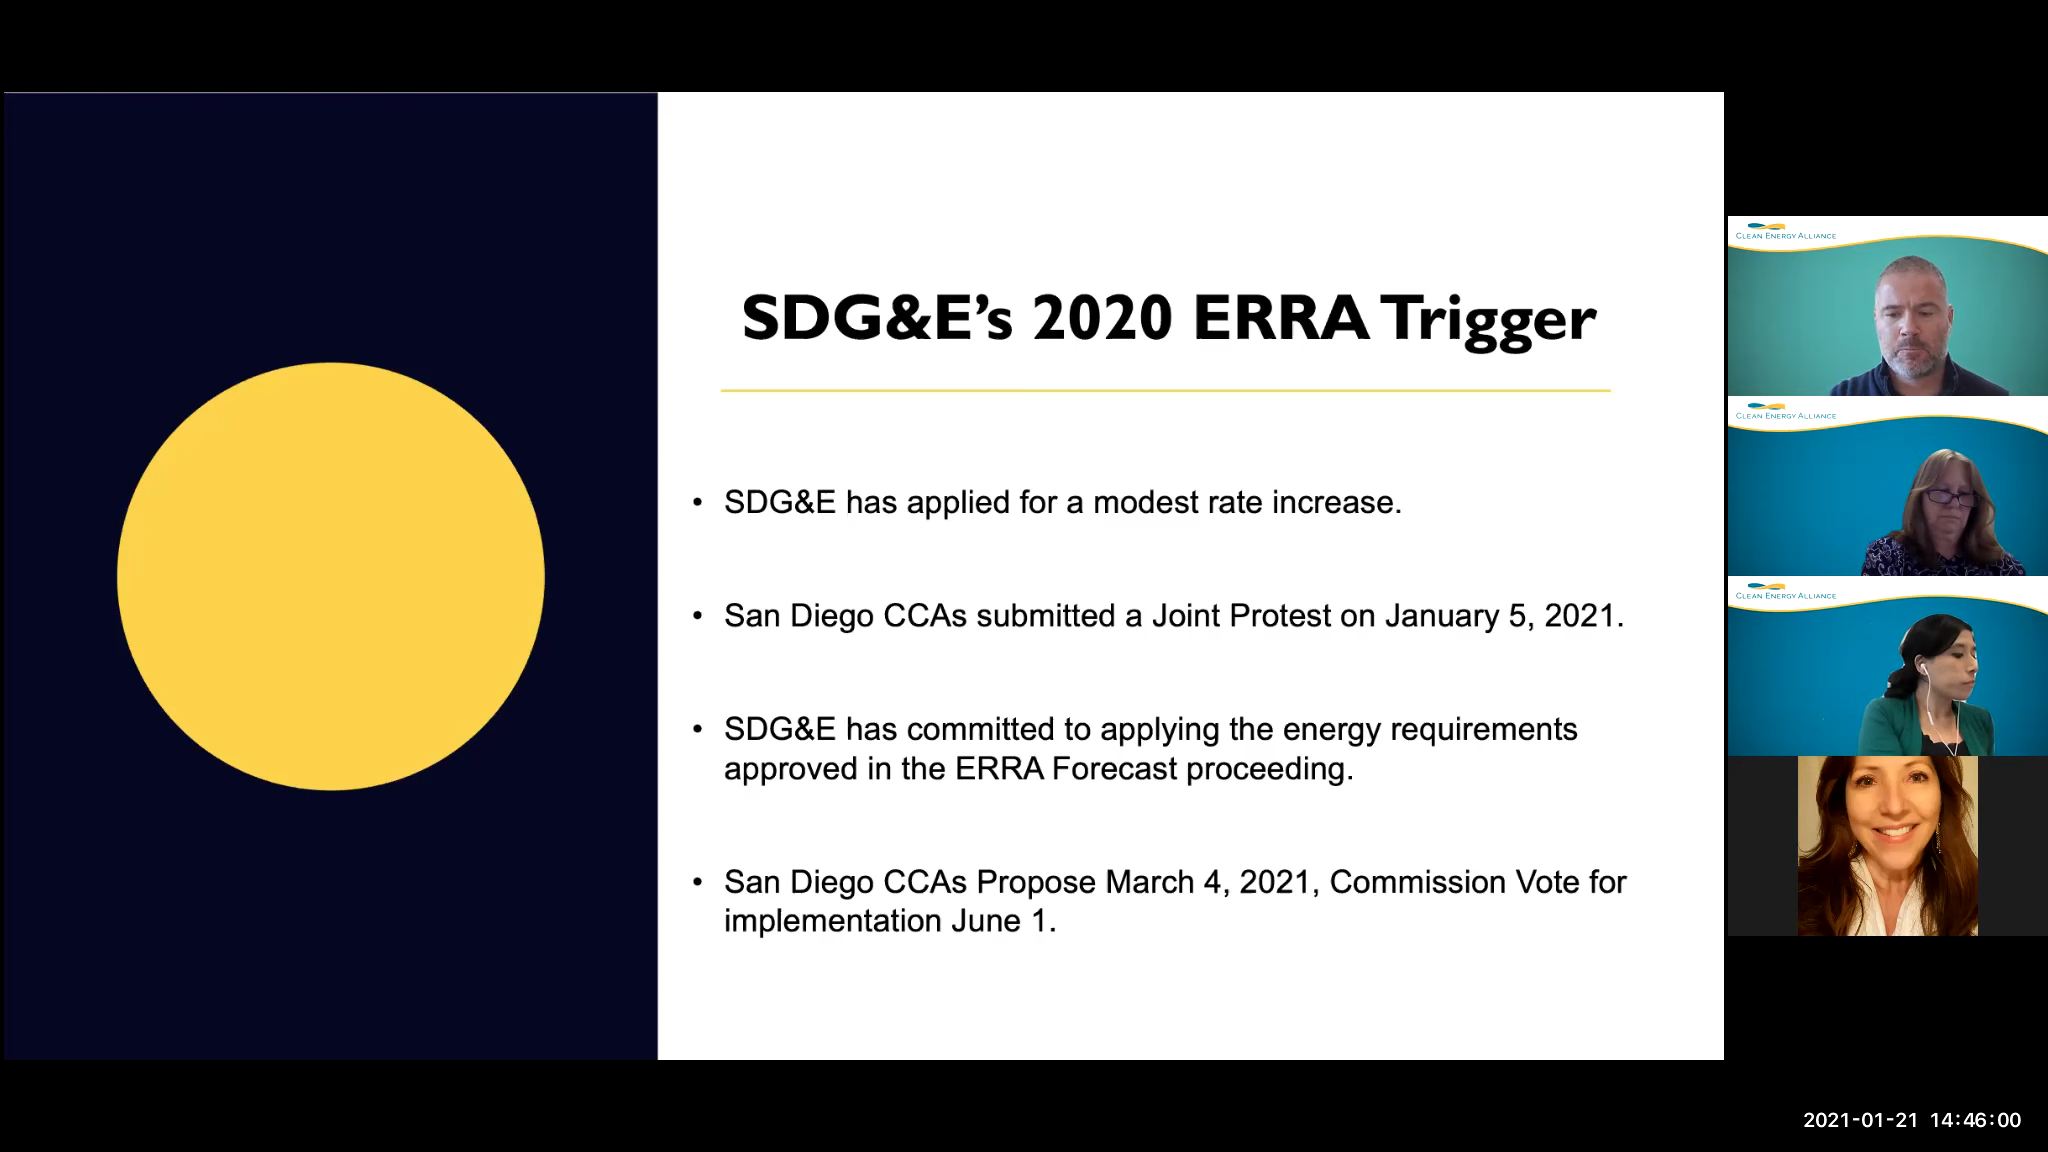 SDG&E’s 2020 ERRA Trigger
• SDG&E has applied for a modest rate increase.
• San Diego CCAs submitted a Joint Protest on January 5, 2021.
• SDG&E has committed to applying the energy requirements
approved in the ERRA Forecast proceeding.
• San Diego CCAs Propose March 4, 2021, Commission Vote for
implementation June 1.
CLEAN ENERGY ALLIANCE
CLEAN ENERGY ALLIANCE
CLEAN ENERGY ALLIANCE
2021-01-21 14:46:00